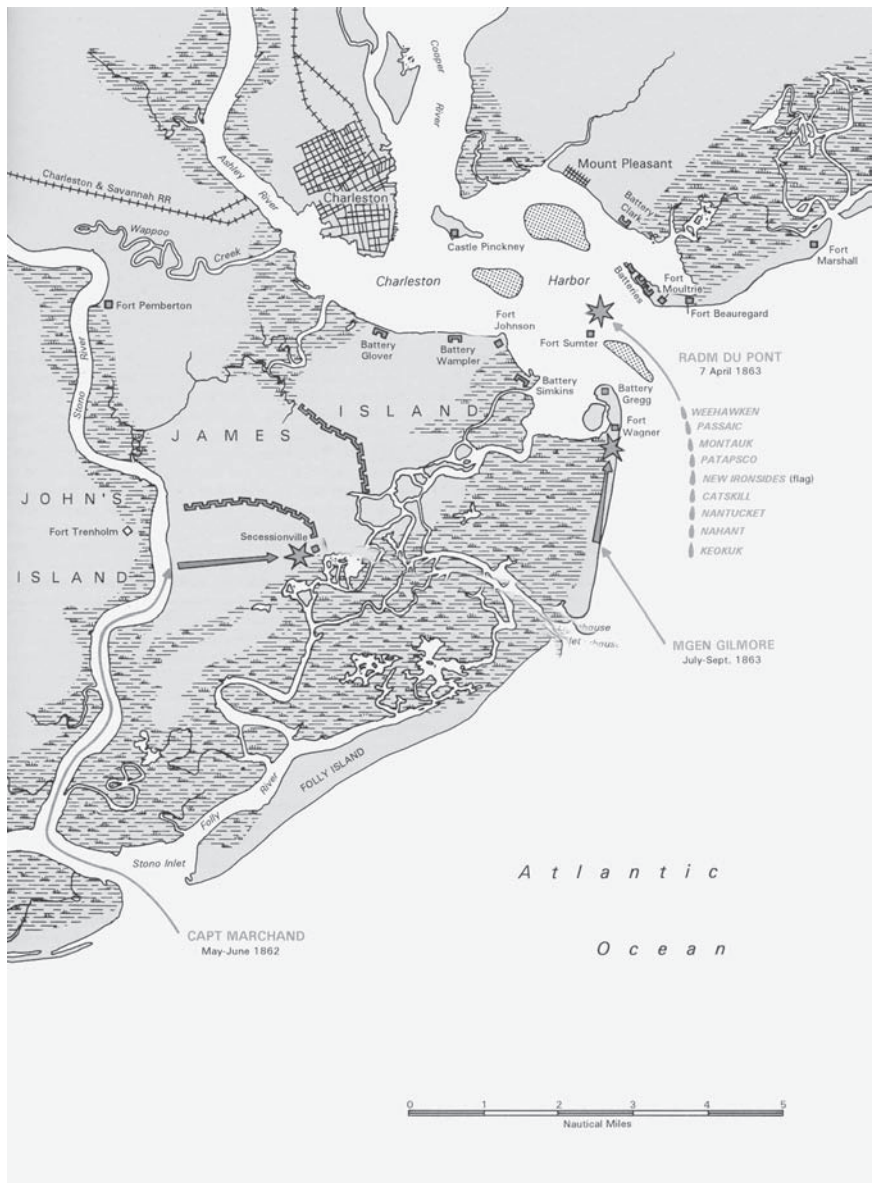 Cooper
River
Ashley
River
Charleston & Savannah RR
Charleston
Mount Pleasant
Battery
Clark
Wappoo
Creek
Castle Pinckney
Fort
Marshall
Charleston
Harbor
Batteries
Fort
Moultrie
Fort Beauregard
Fort Pemberton
Fort
Johnson
Fort Sumter
Battery
Glover
Battery
Wampler
Battery
Simkins
Battery
Gregg
Fort
Wagner
RADM DU PONT
7 April 1863
WEEHAWKEN
PASSAIC
MONTAUK
PATAPSCO
NEW IRONSIDES (flag)
CATSKILL
NANTUCKET
NAHANT
KEOKUK
Stono
River
JAMES
ISLAND
JOHN'S
ISLAND
Fort Trenholm
Secessionville
MGEN GILMORE
July-Sept. 1863
FOLLY ISLAND
Folly
River
Stono Inlet
Atlantic
Ocean
CAPT MARCHAND
May-June 1862
0 1 2 3 4 5
Nautical Miles